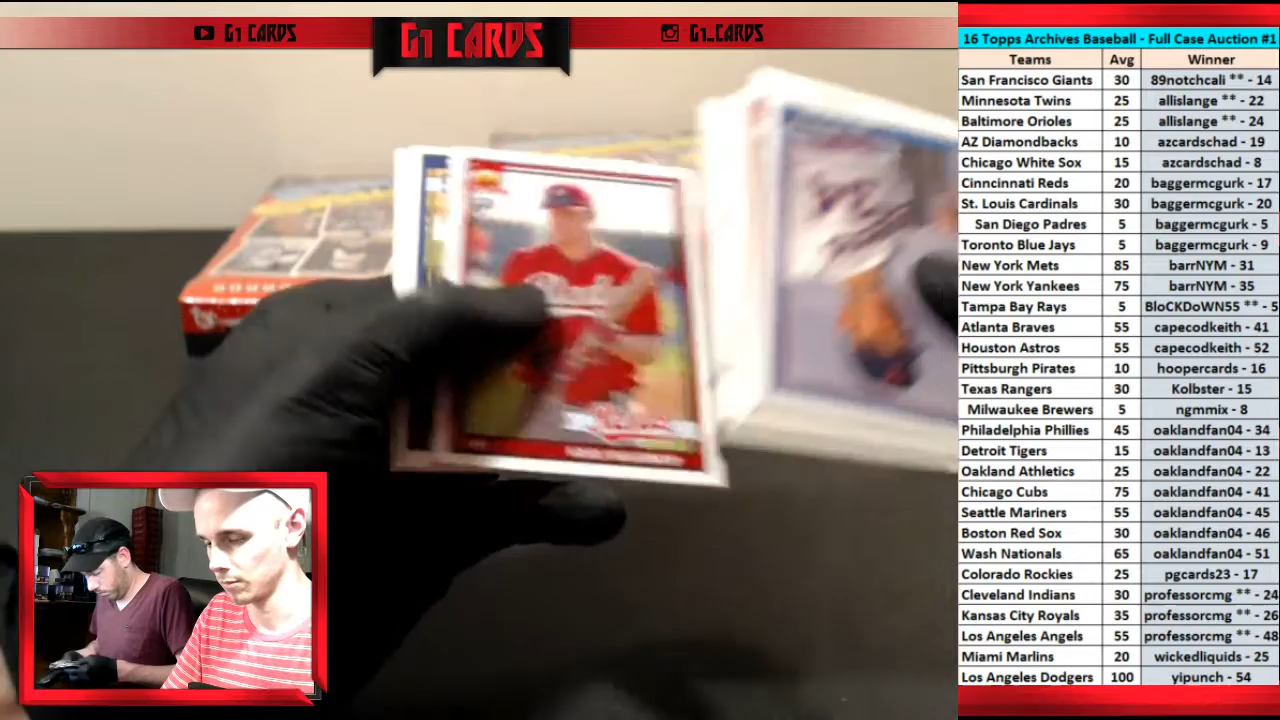 G1 CARDS
G1 CARDS
G1_CARDS
16 Topps Archives Baseball - Full Case Auction #1
Teams Avg Winner
San Francisco Giants 30 89notchcali ** - 14
Minnesota Twins 25 allislange ** - 22
Baltimore Orioles 25 allislange ** - 24
AZ Diamondbacks 10 azcardschad - 19
Chicago White Sox 15 azcardschad - 8
Cinncinnati Reds 20 baggermcgurk - 17
St. Louis Cardinals 30 baggermcgurk - 20
San Diego Padres 5 baggermcgurk - 5
Toronto Blue Jays 5 baggermcgurk - 9
New York Mets 85 barrNYM - 31
New York Yankees 75 barrNYM - 35
Tampa Bay Rays 5 BloCKDoWN55 ** - 5
Atlanta Braves 55 capecodkeith - 41
Houston Astros 55 capecodkeith - 52
Pittsburgh Pirates 10 hoopercards - 16
Texas Rangers 30 Kolbster - 15
Milwaukee Brewers 5 ngmmix - 8
Philadelphia Phillies 45 oaklandfan04 - 34
Detroit Tigers 15 oaklandfan04 - 13
Oakland Athletics 25 oaklandfan04 - 22
Chicago Cubs 75 oaklandfan04 - 41
Seattle Mariners 55 oaklandfan04 - 45
Boston Red Sox 30 oaklandfan04 - 46
Wash Nationals 65 oaklandfan04 - 51
Colorado Rockies 25 pgcards23 - 17
Cleveland Indians 30 professorcmg ** - 24
Kansas City Royals 35 professorcmg ** - 26
Los Angeles Angels 55 professorcmg ** - 48
Miami Marlins 20 wickedliquids - 25
Los Angeles Dodgers 100 yipunch - 54